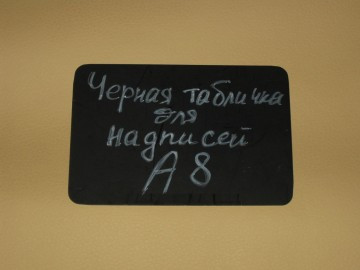 Черная табличка
для
надписей
А 8